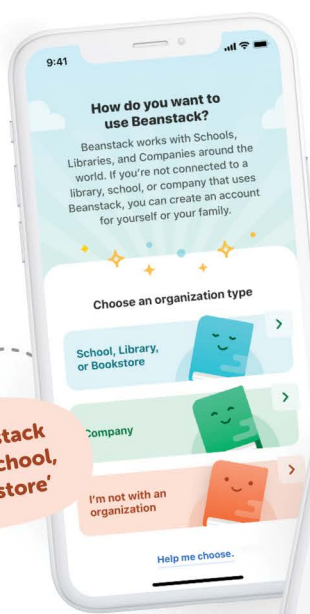 9:41
How do you want to
use Beanstack?
Beanstack works with Schools,
Libraries, and Companies around the
world. If you're not connected to a
library, school, or company that uses
Beanstack, you can create an account
for yourself or your family.
Choose an organization type
School, Library,
or Bookstore
Company
I'm not with an
organization
Help me choose.